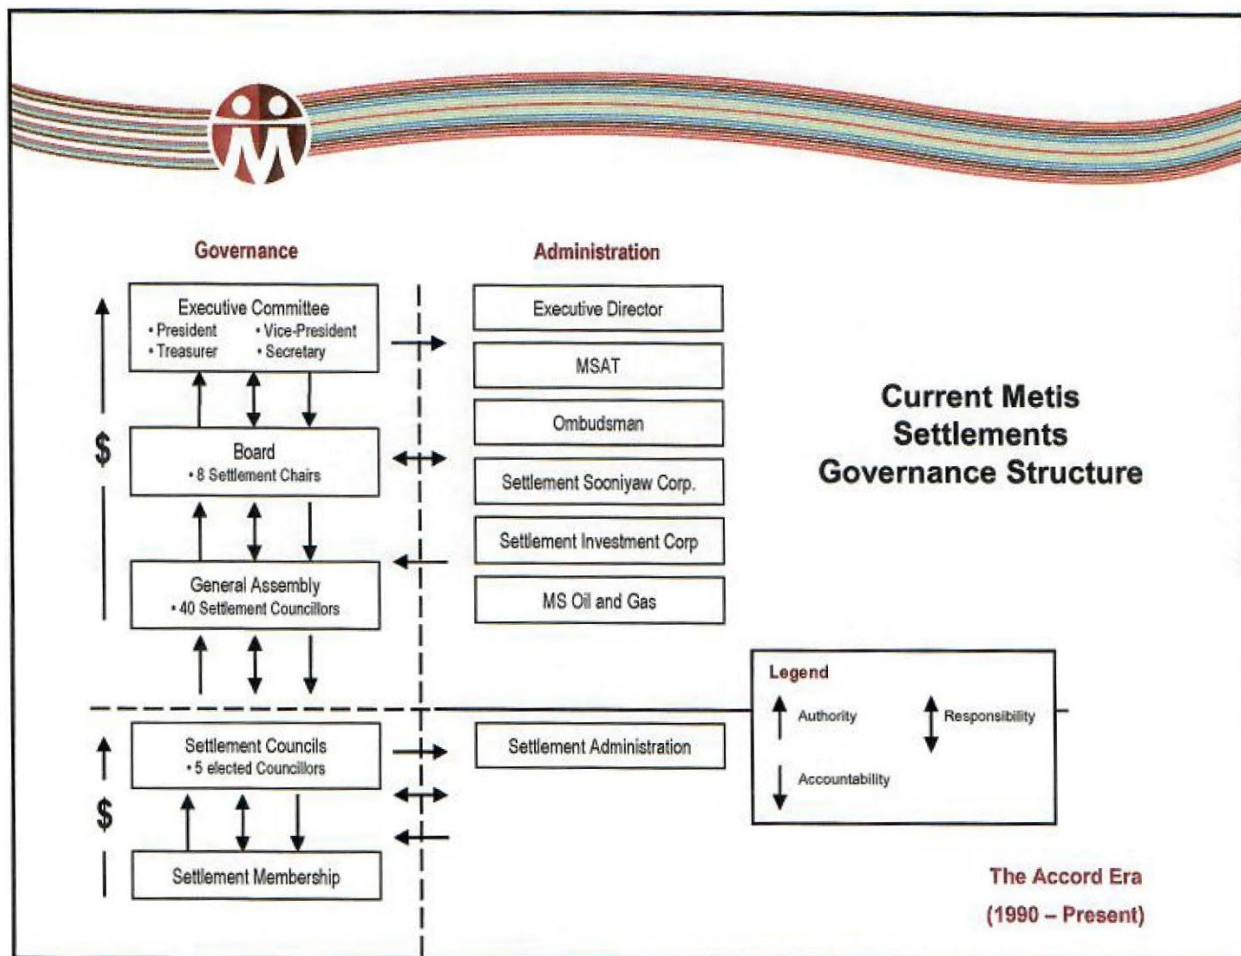 Governance
Administration
Executive Committee
• President • Vice-President
• Treasurer • Secretary
Executive Director
MSAT
Ombudsman
$
Board
• 8 Settlement Chairs
Settlement Sooniyaw Corp.
Settlement Investment Corp
General Assembly
• 40 Settlement Councillors
MS Oil and Gas
Current Metis
Settlements
Governance Structure
Legend
Authority
Responsibility
Accountability
Settlement Councils
• 5 elected Councillors
Settlement Administration
$
Settlement Membership
The Accord Era
(1990 – Present)